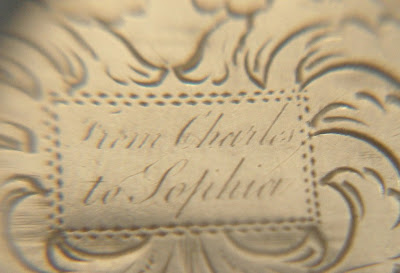 From Charles
to Sophia